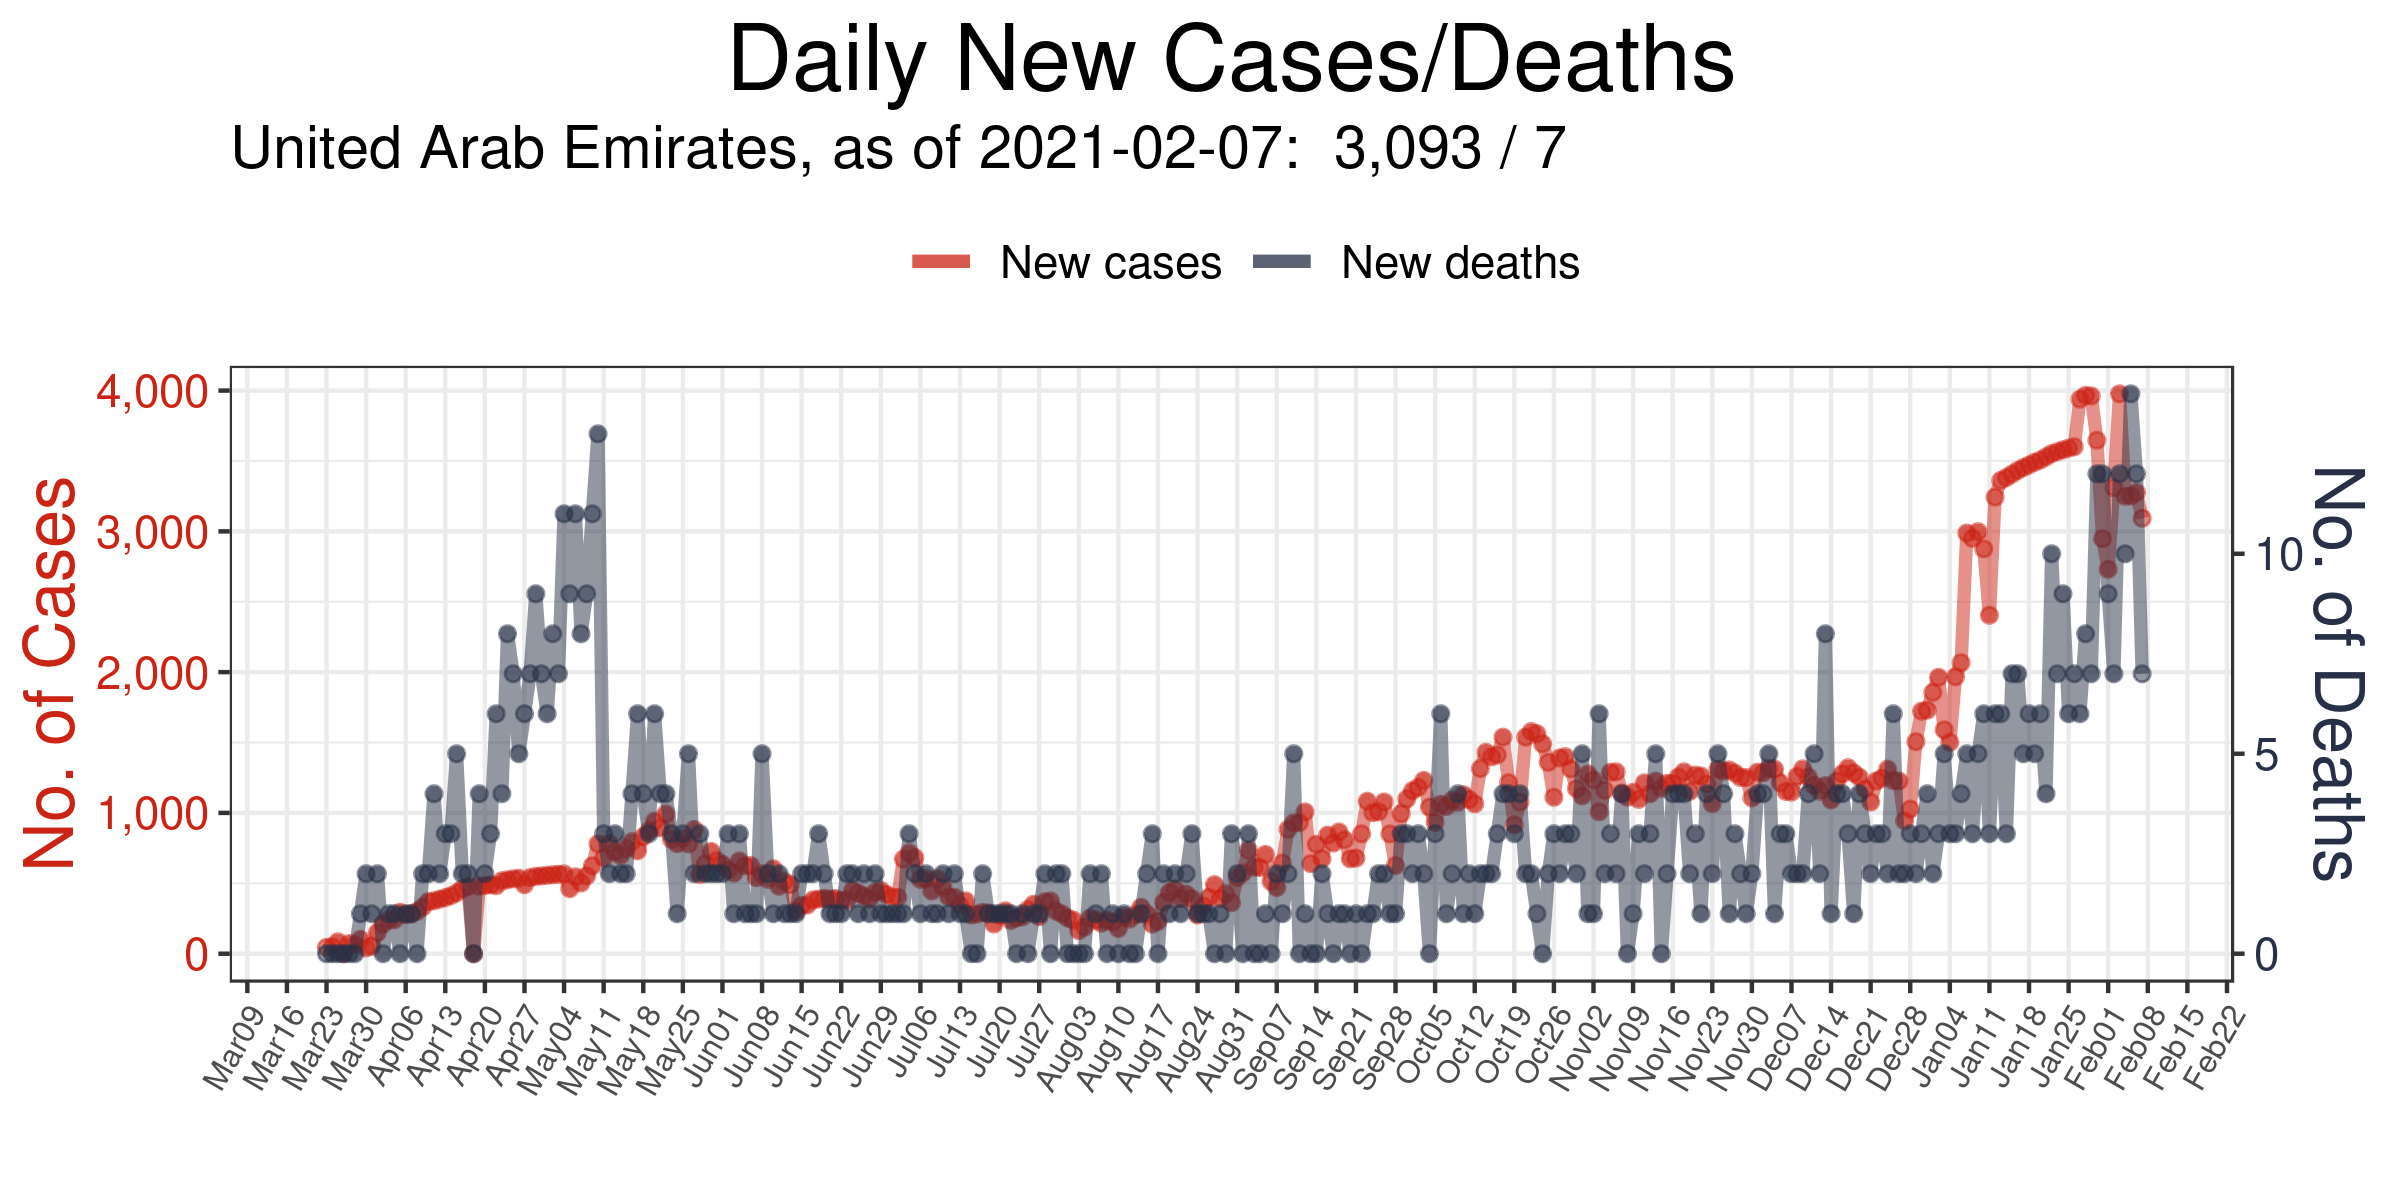 Daily New Cases/Deaths
United Arab Emirates, as of 2021-02-07:  3,093 / 7
New cases New deaths
No. of Cases
4,000
3,000
2,000
1,000
0
10
5
0
No. of Deaths
Mar09 Mar16 Mar23 Mar30 Apr06 Apr13 Apr20 Apr27 May04 May11 May18 May25 Jun01 Jun08 Jun15 Jun22 Jun29 Jul06 Jul13 Jul20 Jul27 Aug03 Aug10 Aug17 Aug24 Aug31 Sep07 Sep14 Sep21 Sep28 Oct05 Oct12 Oct19 Oct26 Nov02 Nov09 Nov16 Nov23 Nov30 Dec07 Dec14 Dec21 Dec28 Dec04 Jan11 Jan18 Jan25 Feb01 Feb08 Feb15 Feb22